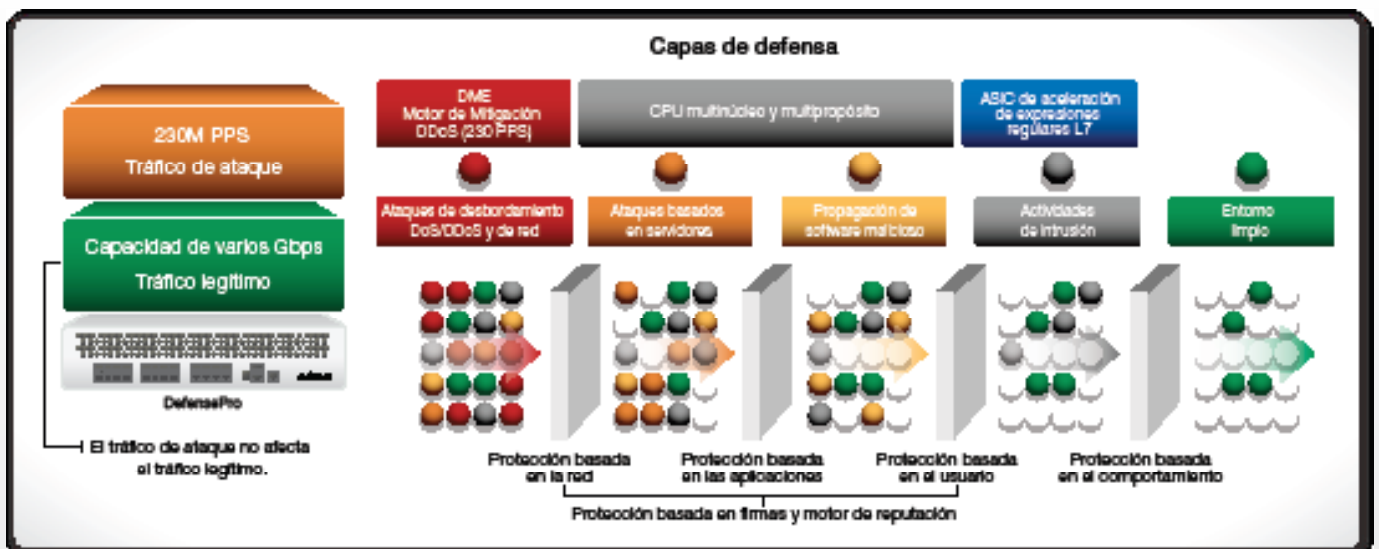 Capas de defensa
230M PPS
Tráfico de ataque
Capacidad de varios Gbps
Tráfico legítimo
DefensePro
El tráfico de ataque no afecta
el tráfico legítimo.
DME
Motor de Mitigación
DDoS (230 PPS)
CPU multinúcleo y multipropósito
ASIC de aceleración
de expresiones
regulares L7
Ataques de desbordamiento
DoS/DDoS y de red
Ataques basados
en servidores
Propagación de
software malicioso
Actividades
de intrusión
Entorno
limpio
Protección basada
en la red
Protección basada
en las aplicaciones
Protección basada
en el usuario
Protección basada
en el comportamiento
Protección basada en firmas y motor de reputación